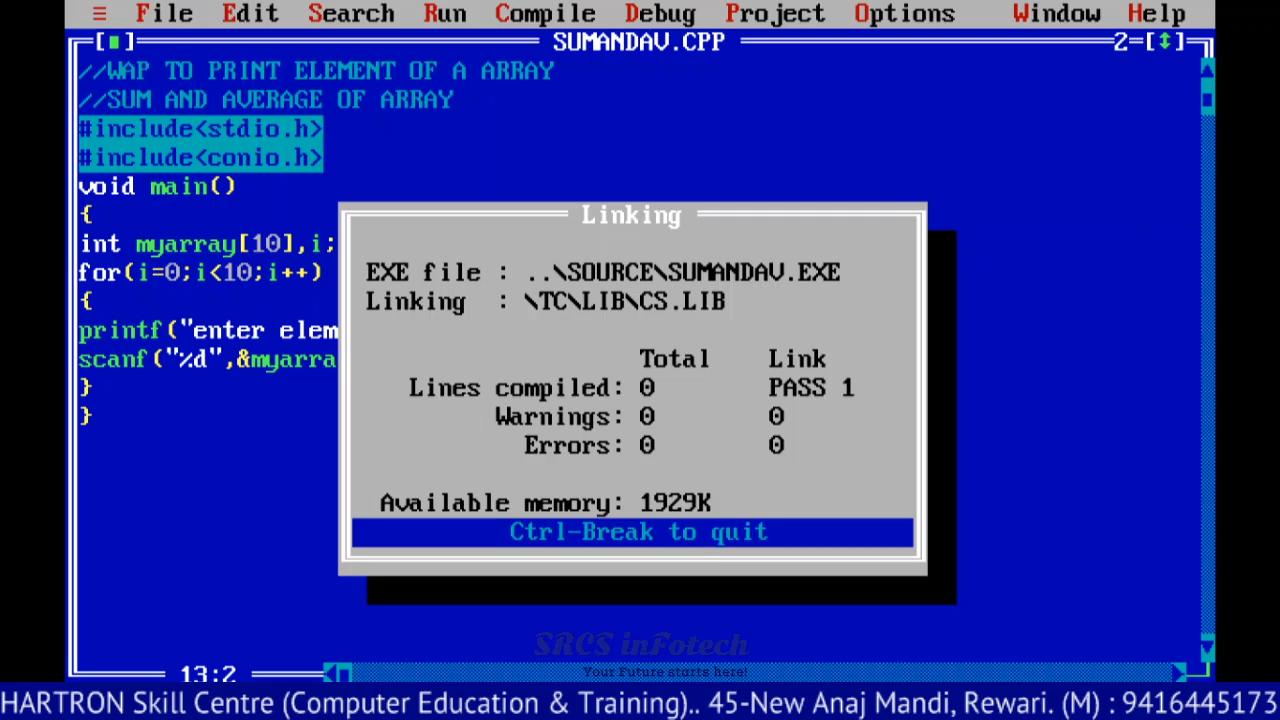 ≡ File Edit Search Run Compile Debug Project Options Window Help
SUMANDAV.CPP 2
//WAP TO PRINT ELEMENT OF A ARRAY
//SUM AND AVERAGE OF ARRAY
#include<stdio.h>
#include<conio.h>
void main()
{
int myarray[10],i;
for(i=0;i<10;i++)
{
printf("enter elem
scanf("%d",&myarra
}
}
Linking
EXE file : ..\SOURCE\SUMANDAV.EXE
Linking : \TC\LIB\CS.LIB
Total Link
Lines compiled: 0 PASS 1
Warnings: 0 0
Errors: 0 0
Available memory: 1929K
Ctrl-Break to quit
SRCS inFotech
Your Future starts here!
13:2
HARTRON Skill Centre (Computer Education & Training).. 45-New Anaj Mandi, Rewari. (M) : 9416445173